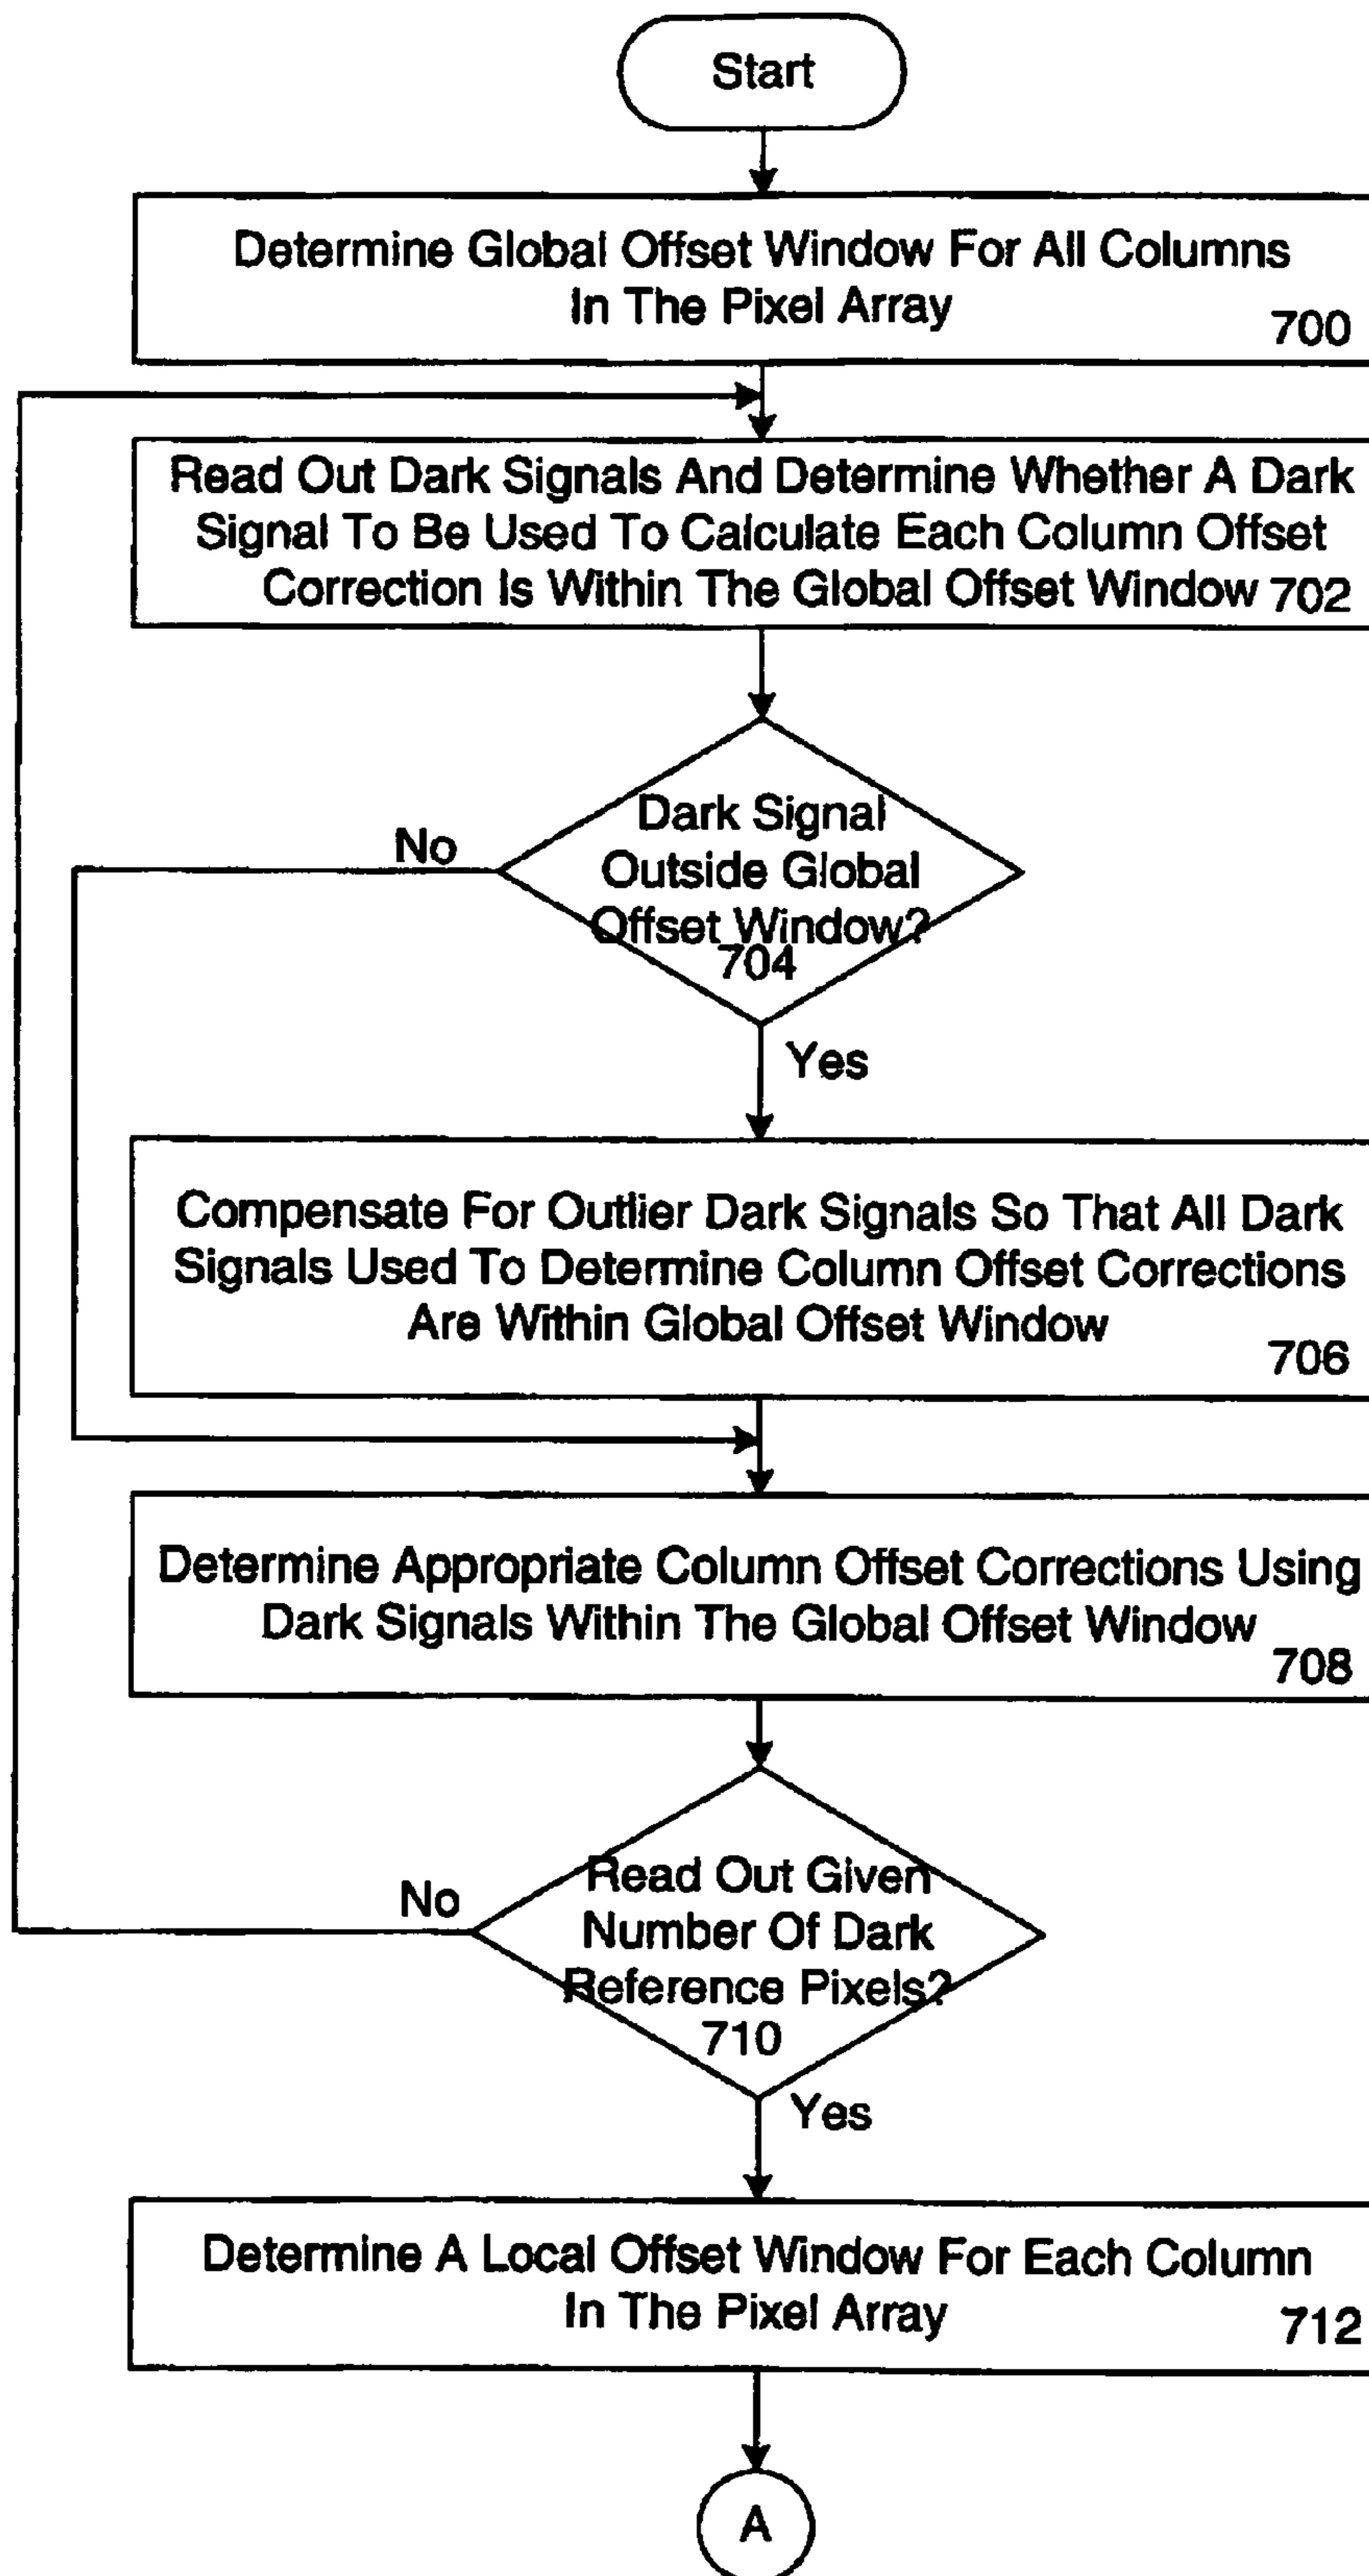 Start
Determine Global Offset Window For All Columns
In The Pixel Array
700
Read Out Dark Signals And Determine Whether A Dark
Signal To Be Used To Calculate Each Column Offset
Correction Is Within The Global Offset Window 702
No
Dark Signal
Outside Global
Offset Window?
704
Yes
Compensate For Outlier Dark Signals So That All Dark
Signals Used To Determine Column Offset Corrections
Are Within Global Offset Window
706
Determine Appropriate Column Offset Corrections Using
Dark Signals Within The Global Offset Window
708
No
Read Out Given
Number Of Dark
Reference Pixels?
710
Yes
Determine A Local Offset Window For Each Column
In The Pixel Array
712
A